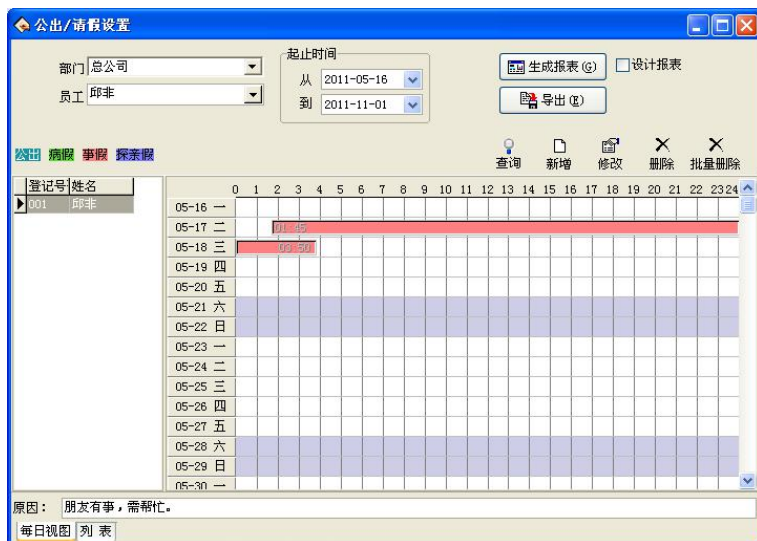 公出/请假设置
部门 总公司
员工 邱非
起止时间
从 2011-05-16
到 2011-11-01
生成报表(G) 设计报表
导出(E)
公出 病假 事假 探亲假
查询 新增 修改 删除 批量删除
登记号 姓名
001 邱非
0 1 2 3 4 5 6 7 8 9 10 11 12 13 14 15 16 17 18 19 20 21 22 23 24
05-16 一
05-17 二 01:45
05-18 三 03:50
05-19 四
05-20 五
05-21 六
05-22 日
05-23 一
05-24 二
05-25 三
05-26 四
05-27 五
05-28 六
05-29 日
05-30 一
原因： 朋友有事，需帮忙。
每日视图 列 表